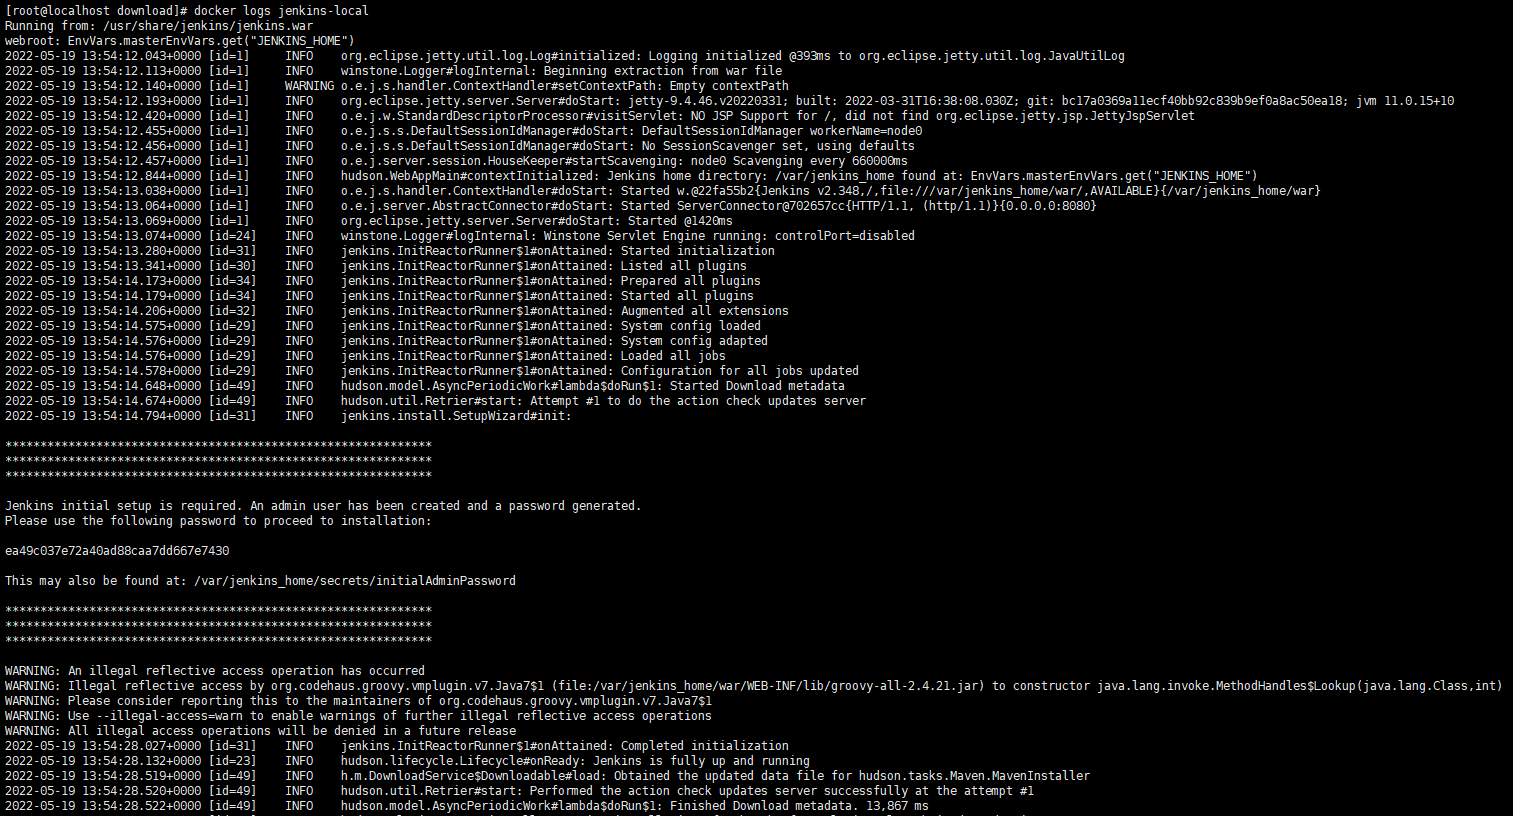 [root@localhost download]# docker logs jenkins-local
Running from: /usr/share/jenkins/jenkins.war
webroot: EnvVars.masterEnvVars.get("JENKINS_HOME")
2022-05-19 13:54:12.043+0000 [id=1]     INFO    org.eclipse.jetty.util.log.Log#initialized: Logging initialized @393ms to org.eclipse.jetty.util.log.JavaUtilLog
2022-05-19 13:54:12.113+0000 [id=1]     INFO    winstone.Logger#logInternal: Beginning extraction from war file
2022-05-19 13:54:12.140+0000 [id=1]     WARNING o.e.j.s.handler.ContextHandler#setContextPath: Empty contextPath
2022-05-19 13:54:12.193+0000 [id=1]     INFO    org.eclipse.jetty.server.Server#doStart: jetty-9.4.46.v20220331; built: 2022-03-31T16:38:08.030Z; git: bc17a0369a11ecf40bb92c839b9ef0a8ac50ea18; jvm 11.0.15+10
2022-05-19 13:54:12.420+0000 [id=1]     INFO    o.e.j.w.StandardDescriptorProcessor#visitServlet: NO JSP Support for /, did not find org.eclipse.jetty.jsp.JettyJspServlet
2022-05-19 13:54:12.455+0000 [id=1]     INFO    o.e.j.s.s.DefaultSessionIdManager#doStart: DefaultSessionIdManager workerName=node0
2022-05-19 13:54:12.456+0000 [id=1]     INFO    o.e.j.s.s.DefaultSessionIdManager#doStart: No SessionScavenger set, using defaults
2022-05-19 13:54:12.457+0000 [id=1]     INFO    o.e.j.server.session.HouseKeeper#startScavenging: node0 Scavenging every 660000ms
2022-05-19 13:54:12.844+0000 [id=1]     INFO    hudson.WebAppMain#contextInitialized: Jenkins home directory: /var/jenkins_home found at: EnvVars.masterEnvVars.get("JENKINS_HOME")
2022-05-19 13:54:13.038+0000 [id=1]     INFO    o.e.j.s.handler.ContextHandler#doStart: Started w.@22fa55b2{Jenkins v2.348,/,file:///var/jenkins_home/war/,AVAILABLE}{/var/jenkins_home/war}
2022-05-19 13:54:13.064+0000 [id=1]     INFO    o.e.j.server.AbstractConnector#doStart: Started ServerConnector@702657cc{HTTP/1.1, (http/1.1)}{0.0.0.0:8080}
2022-05-19 13:54:13.069+0000 [id=1]     INFO    org.eclipse.jetty.server.Server#doStart: Started @1420ms
2022-05-19 13:54:13.074+0000 [id=24]    INFO    winstone.Logger#logInternal: Winstone Servlet Engine running: controlPort=disabled
2022-05-19 13:54:13.280+0000 [id=31]    INFO    jenkins.InitReactorRunner$1#onAttained: Started initialization
2022-05-19 13:54:13.341+0000 [id=30]    INFO    jenkins.InitReactorRunner$1#onAttained: Listed all plugins
2022-05-19 13:54:14.173+0000 [id=34]    INFO    jenkins.InitReactorRunner$1#onAttained: Prepared all plugins
2022-05-19 13:54:14.179+0000 [id=34]    INFO    jenkins.InitReactorRunner$1#onAttained: Started all plugins
2022-05-19 13:54:14.206+0000 [id=32]    INFO    jenkins.InitReactorRunner$1#onAttained: Augmented all extensions
2022-05-19 13:54:14.575+0000 [id=29]    INFO    jenkins.InitReactorRunner$1#onAttained: System config loaded
2022-05-19 13:54:14.576+0000 [id=29]    INFO    jenkins.InitReactorRunner$1#onAttained: System config adapted
2022-05-19 13:54:14.576+0000 [id=29]    INFO    jenkins.InitReactorRunner$1#onAttained: Loaded all jobs
2022-05-19 13:54:14.578+0000 [id=29]    INFO    jenkins.InitReactorRunner$1#onAttained: Configuration for all jobs updated
2022-05-19 13:54:14.648+0000 [id=49]    INFO    hudson.model.AsyncPeriodicWork#lambda$doRun$1: Started Download metadata
2022-05-19 13:54:14.674+0000 [id=49]    INFO    hudson.util.Retrier#start: Attempt #1 to do the action check updates server
2022-05-19 13:54:14.794+0000 [id=31]    INFO    jenkins.install.SetupWizard#init:
*************************************************************
*************************************************************
*************************************************************
Jenkins initial setup is required. An admin user has been created and a password generated.
Please use the following password to proceed to installation:
ea49c037e72a40ad88caa7dd667e7430
This may also be found at: /var/jenkins_home/secrets/initialAdminPassword
*************************************************************
*************************************************************
*************************************************************
WARNING: An illegal reflective access operation has occurred
WARNING: Illegal reflective access by org.codehaus.groovy.vmplugin.v7.Java7$1 (file:/var/jenkins_home/war/WEB-INF/lib/groovy-all-2.4.21.jar) to constructor java.lang.invoke.MethodHandles$Lookup(java.lang.Class,int)
WARNING: Please consider reporting this to the maintainers of org.codehaus.groovy.vmplugin.v7.Java7$1
WARNING: Use --illegal-access=warn to enable warnings of further illegal reflective access operations
WARNING: All illegal access operations will be denied in a future release
2022-05-19 13:54:28.027+0000 [id=31]    INFO    jenkins.InitReactorRunner$1#onAttained: Completed initialization
2022-05-19 13:54:28.132+0000 [id=23]    INFO    hudson.lifecycle.Lifecycle#onReady: Jenkins is fully up and running
2022-05-19 13:54:28.519+0000 [id=49]    INFO    h.m.DownloadService$Downloadable#load: Obtained the updated data file for hudson.tasks.Maven.MavenInstaller
2022-05-19 13:54:28.520+0000 [id=49]    INFO    hudson.util.Retrier#start: Performed the action check updates server successfully at the attempt #1
2022-05-19 13:54:28.522+0000 [id=49]    INFO    hudson.model.AsyncPeriodicWork#lambda$doRun$1: Finished Download metadata. 13,867 ms